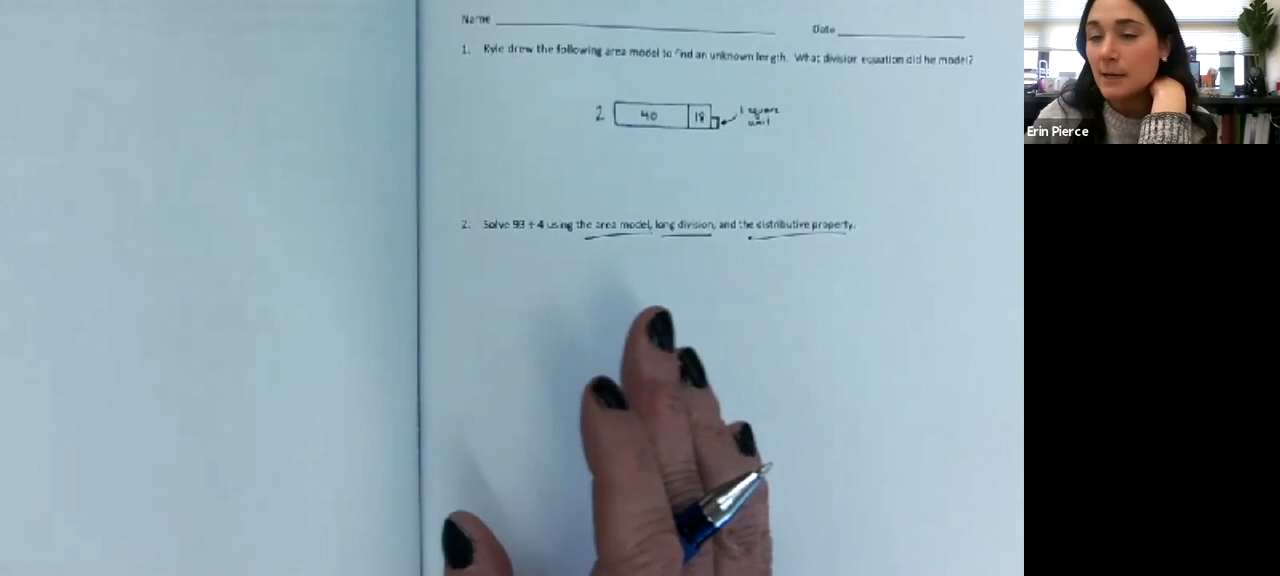 Name
Date
1. Kyle drew the following area model to find an unknown length. What division equation did he model?
2 40 18 1 square
unit
2. Solve 93 ÷ 4 using the area model, long division, and the distributive property.
Erin Pierce